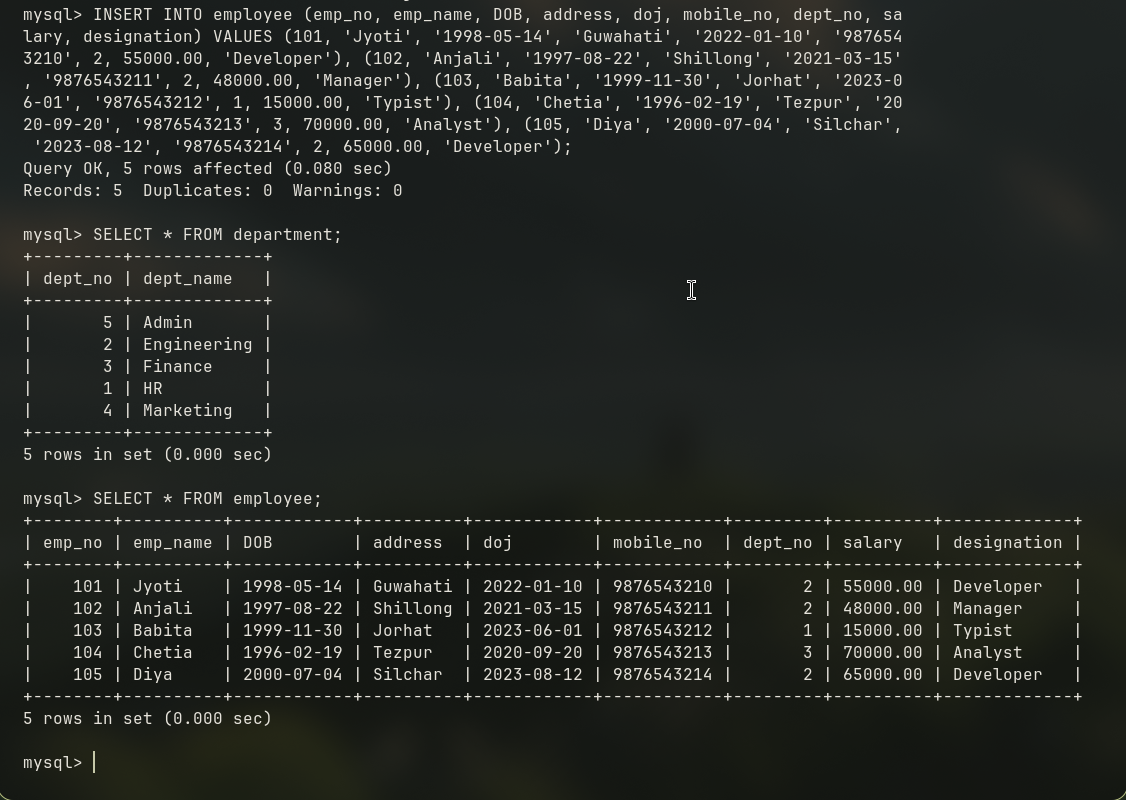 mysql> INSERT INTO employee (emp_no, emp_name, DOB, address, doj, mobile_no, dept_no, sa
lary, designation) VALUES (101, 'Jyoti', '1998-05-14', 'Guwahati', '2022-01-10', '987654
3210', 2, 55000.00, 'Developer'), (102, 'Anjali', '1997-08-22', 'Shillong', '2021-03-15'
, '9876543211', 2, 48000.00, 'Manager'), (103, 'Babita', '1999-11-30', 'Jorhat', '2023-0
6-01', '9876543212', 1, 15000.00, 'Typist'), (104, 'Chetia', '1996-02-19', 'Tezpur', '20
20-09-20', '9876543213', 3, 70000.00, 'Analyst'), (105, 'Diya', '2000-07-04', 'Silchar',
 '2023-08-12', '9876543214', 2, 65000.00, 'Developer');
Query OK, 5 rows affected (0.080 sec)
Records: 5  Duplicates: 0  Warnings: 0

mysql> SELECT * FROM department;
+---------+-------------+
| dept_no | dept_name   |
+---------+-------------+
|       5 | Admin       |
|       2 | Engineering |
|       3 | Finance     |
|       1 | HR          |
|       4 | Marketing   |
+---------+-------------+
5 rows in set (0.000 sec)

mysql> SELECT * FROM employee;
+--------+----------+------------+----------+------------+------------+---------+----------+-------------+
| emp_no | emp_name | DOB        | address  | doj        | mobile_no  | dept_no | salary   | designation |
+--------+----------+------------+----------+------------+------------+---------+----------+-------------+
|    101 | Jyoti    | 1998-05-14 | Guwahati | 2022-01-10 | 9876543210 |       2 | 55000.00 | Developer   |
|    102 | Anjali   | 1997-08-22 | Shillong | 2021-03-15 | 9876543211 |       2 | 48000.00 | Manager     |
|    103 | Babita   | 1999-11-30 | Jorhat   | 2023-06-01 | 9876543212 |       1 | 15000.00 | Typist      |
|    104 | Chetia   | 1996-02-19 | Tezpur   | 2020-09-20 | 9876543213 |       3 | 70000.00 | Analyst     |
|    105 | Diya     | 2000-07-04 | Silchar  | 2023-08-12 | 9876543214 |       2 | 65000.00 | Developer   |
+--------+----------+------------+----------+------------+------------+---------+----------+-------------+
5 rows in set (0.000 sec)

mysql>